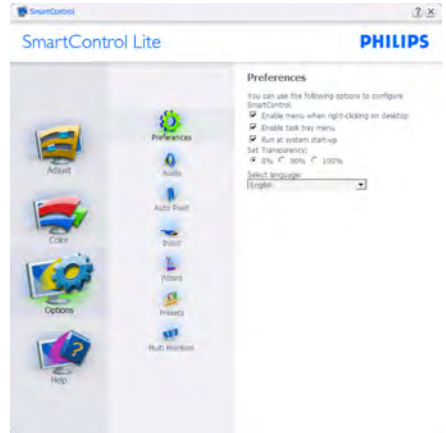 SmartControl
? X
SmartControl Lite
PHILIPS
Adjust
Color
Options
Help
Preferences
Audio
Auto Pivot
Input
Wizard
Presets
Multi Monitors
Preferences
You can use the following options to configure
SmartControl.
Enable menu when right-clicking on desktop
Enable task tray menu
Run at system start-up
Set Transparency:
0% 50% 100%
Select language:
English